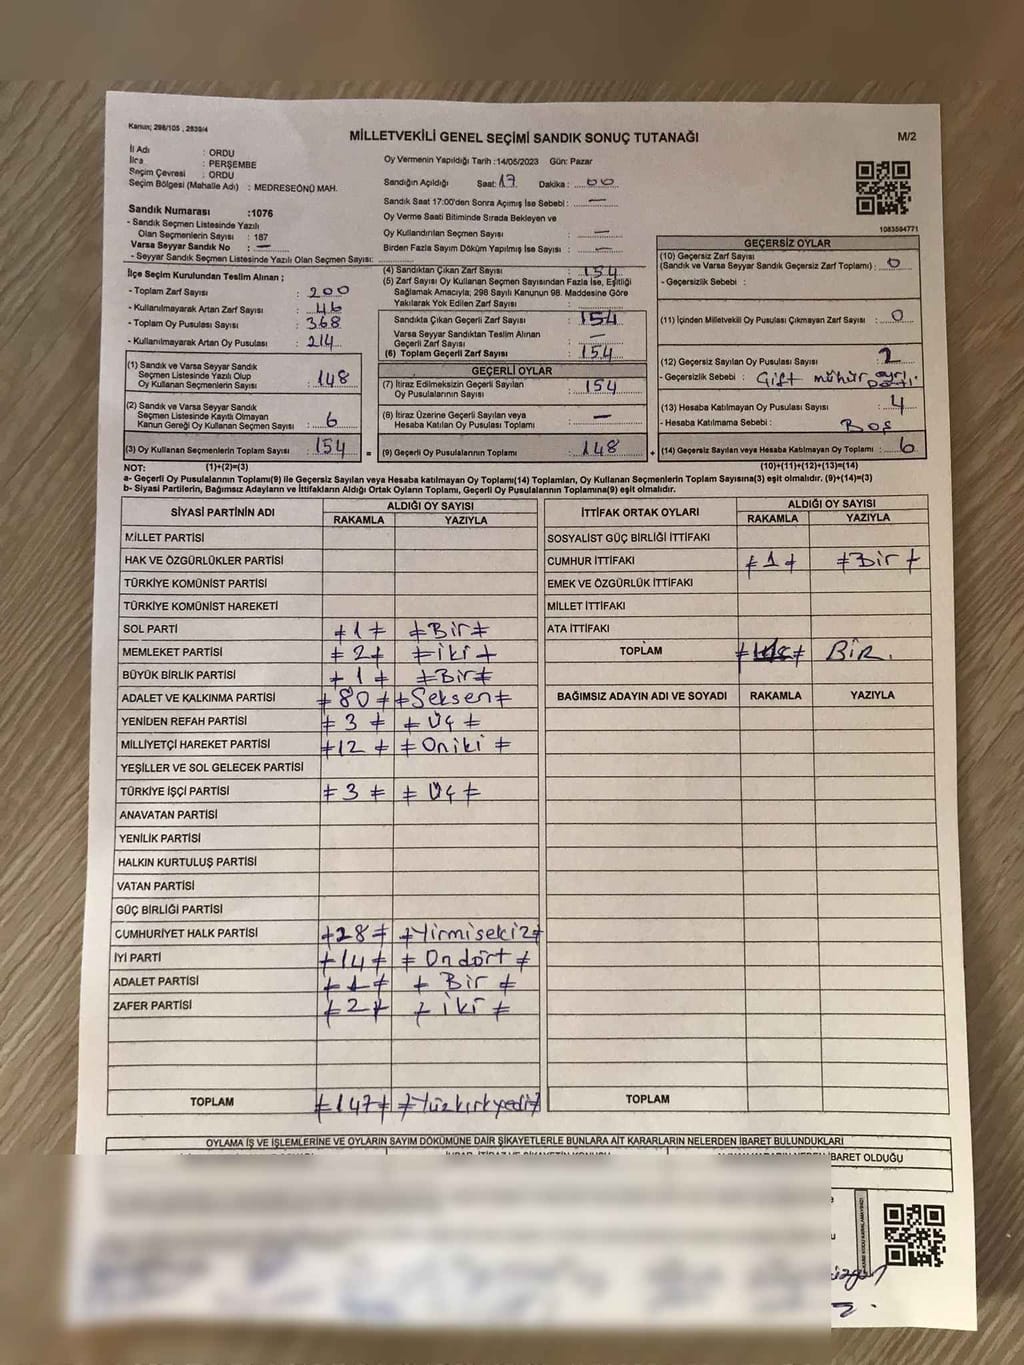 Kanun; 298/105 , 2839/4
MİLLETVEKİLİ GENEL SEÇİMİ SANDIK SONUÇ TUTANAĞI
M/2
İl Adı : ORDU
İlçe : PERŞEMBE
Seçim Çevresi : ORDU
Seçim Bölgesi (Mahalle Adı) : MEDRESEÖNÜ MAH.
Sandık Numarası :1076
- Sandık Seçmen Listesinde Yazılı
Olan Seçmenlerin Sayısı : 187
Varsa Seyyar Sandık No : —
- Seyyar Sandık Seçmen Listesinde Yazılı Olan Seçmen Sayısı:
Oy Vermenin Yapıldığı Tarih :14/05/2023 Gün: Pazar
Sandığın Açıldığı Saat: 17 Dakika : 00
Sandık Saat 17:00'den Sonra Açımış İse Sebebi : —
Oy Verme Saati Bitiminde Sırada Bekleyen ve
Oy Kullandırılan Seçmen Sayısı : —
Birden Fazla Sayım Döküm Yapılmış İse Sayısı : —
1083594771
İlçe Seçim Kurulundan Teslim Alınan ;
- Toplam Zarf Sayısı : 200
- Kullanılmayarak Artan Zarf Sayısı : 46
- Toplam Oy Pusulası Sayısı : 368
- Kullanılmayarak Artan Oy Pusulası : 214
(1) Sandık ve Varsa Seyyar Sandık
Seçmen Listesinde Yazılı Olup
Oy Kullanan Seçmenlerin Sayısı : 148
(2) Sandık ve Varsa Seyyar Sandık
Seçmen Listesinde Kayıtlı Olmayan
Kanun Gereği Oy Kullanan Seçmen Sayısı : 6
(3) Oy Kullanan Seçmenlerin Toplam Sayısı : 154
(4) Sandıktan Çıkan Zarf Sayısı : 154
(5) Zarf Sayısı Oy Kullanan Seçmen Sayısından Fazla İse, Eşitliği
Sağlamak Amacıyla; 298 Sayılı Kanunun 98. Maddesine Göre
Yakılarak Yok Edilen Zarf Sayısı : —
Sandıkta Çıkan Geçerli Zarf Sayısı : 154
Varsa Seyyar Sandıktan Teslim Alınan
Geçerli Zarf Sayısı : —
(6) Toplam Geçerli Zarf Sayısı : 154
GEÇERLİ OYLAR
(7) İtiraz Edilmeksizin Geçerli Sayılan
Oy Pusulalarının Sayısı : 154
(8) İtiraz Üzerine Geçerli Sayılan veya
Hesaba Katılan Oy Pusulası Toplamı : —
= (9) Geçerli Oy Pusulalarının Toplamı : 148
GEÇERSİZ OYLAR
(10) Geçersiz Zarf Sayısı
(Sandık ve Varsa Seyyar Sandık Geçersiz Zarf Toplamı) : 0
- Geçersizlik Sebebi :
(11) İçinden Milletvekili Oy Pusulası Çıkmayan Zarf Sayısı : 0
(12) Geçersiz Sayılan Oy Pusulası Sayısı : 2
- Geçersizlik Sebebi : Çift mühür ayrı parti
(13) Hesaba Katılmayan Oy Pusulası Sayısı : 4
- Hesaba Katılmama Sebebi : Boş
+ (14) Geçersiz Sayılan veya Hesaba Katılmayan Oy Toplamı : 6
NOT: (1)+(2)=(3) (10)+(11)+(12)+(13)=(14)
a- Geçerli Oy Pusulalarının Toplamı(9) ile Geçersiz Sayılan veya hesaba katılmayan Oy Toplamı(14) Toplamları, Oy Kullanan Seçmenlerin Toplam Sayısına(3) eşit olmalıdır. (9)+(14)=(3)
b- Siyasi Partilerin, Bağımsız Adayların ve İttifakların Aldığı Oyların Toplamı, Geçerli Oy Pusulalarının Toplamına(9) eşit olmalıdır.
SİYASİ PARTİNİN ADI ALDIĞI OY SAYISI
RAKAMLA YAZIYLA
MİLLET PARTİSİ
HAK VE ÖZGÜRLÜKLER PARTİSİ
TÜRKİYE KOMÜNİST PARTİSİ
TÜRKİYE KOMÜNİST HAREKETİ
SOL PARTİ ≠1≠ ≠Bir≠
MEMLEKET PARTİSİ ≠2≠ ≠iki≠
BÜYÜK BİRLİK PARTİSİ ≠1≠ ≠Bir≠
ADALET VE KALKINMA PARTİSİ ≠80≠ ≠Seksen≠
YENİDEN REFAH PARTİSİ ≠3≠ ≠Üç≠
MİLLİYETÇİ HAREKET PARTİSİ ≠12≠ ≠Oniki≠
YEŞİLLER VE SOL GELECEK PARTİSİ
TÜRKİYE İŞÇİ PARTİSİ ≠3≠ ≠Üç≠
ANAVATAN PARTİSİ
YENİLİK PARTİSİ
HALKIN KURTULUŞ PARTİSİ
VATAN PARTİSİ
GÜÇ BİRLİĞİ PARTİSİ
CUMHURİYET HALK PARTİSİ ≠28≠ ≠Yirmisekiz≠
İYİ PARTİ ≠14≠ ≠Ondört≠
ADALET PARTİSİ ≠1≠ ≠Bir≠
ZAFER PARTİSİ ≠2≠ ≠iki≠
TOPLAM ≠147≠ ≠Yüzkırkyedi≠
İTTİFAK ORTAK OYLARI ALDIĞI OY SAYISI
RAKAMLA YAZIYLA
SOSYALİST GÜÇ BİRLİĞİ İTTİFAKI
CUMHUR İTTİFAKI ≠1≠ ≠Bir≠
EMEK VE ÖZGÜRLÜK İTTİFAKI
MİLLET İTTİFAKI
ATA İTTİFAKI
TOPLAM BİR.
BAĞIMSIZ ADAYIN ADI VE SOYADI RAKAMLA YAZIYLA
TOPLAM
OYLAMA İŞ VE İŞLEMLERİNE VE OYLARIN SAYIM DÖKÜMÜNE DAİR ŞİKAYETLERLE BUNLARA AİT KARARLARIN NELERDEN İBARET BULUNDUKLARI
İBARET OLDUĞU